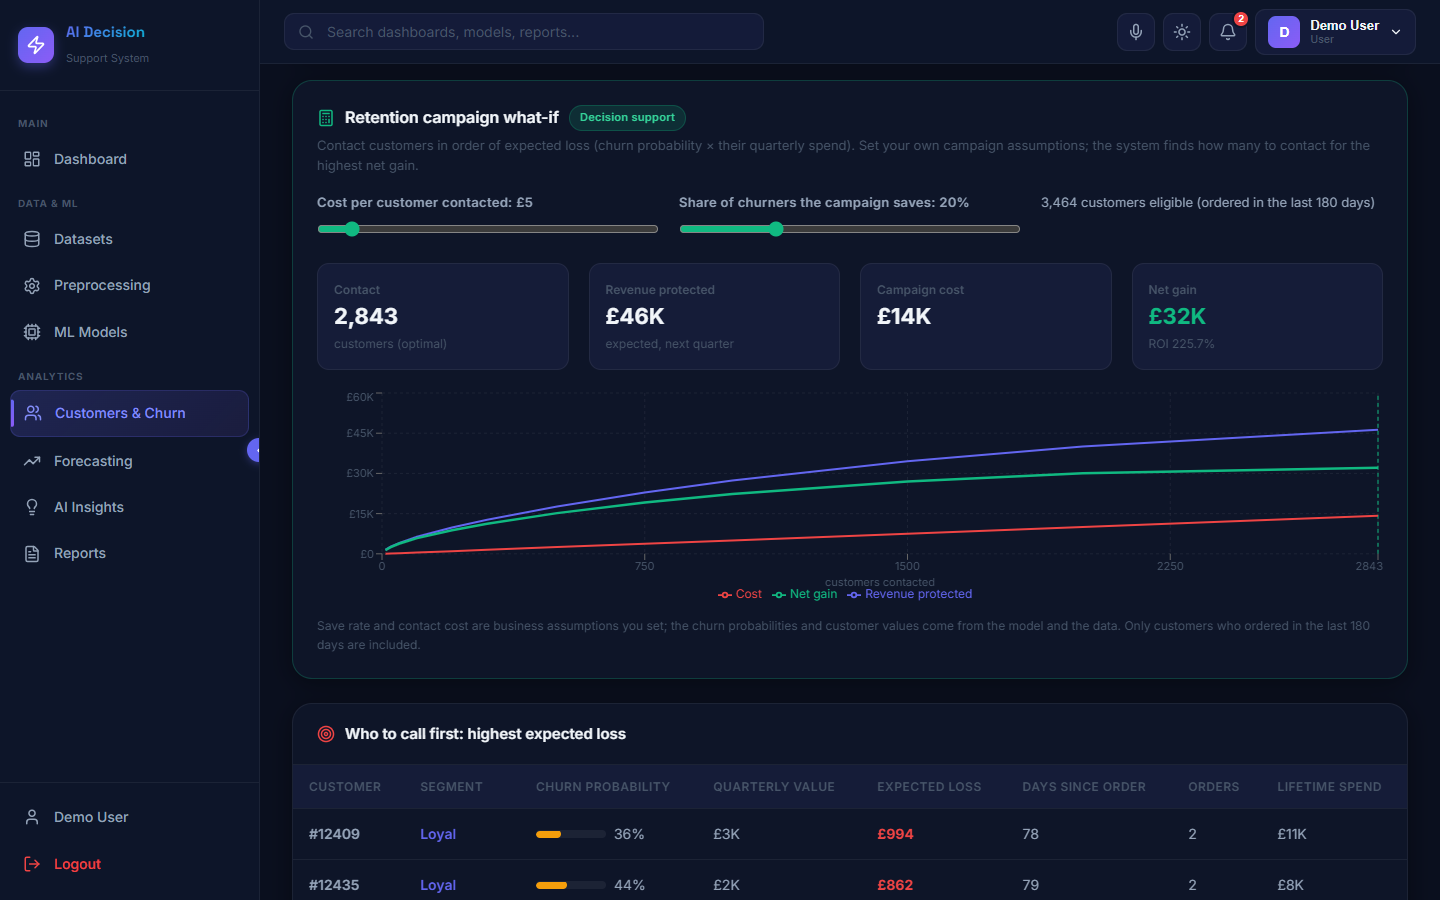 AI Decision
Support System
Search dashboards, models, reports...
2
D
Demo User
User
MAIN
Dashboard
DATA & ML
Datasets
Preprocessing
ML Models
ANALYTICS
Customers & Churn
Forecasting
AI Insights
Reports
Demo User
Logout
Retention campaign what-if
Decision support
Contact customers in order of expected loss (churn probability × their quarterly spend). Set your own campaign assumptions; the system finds how many to contact for the
highest net gain.
Cost per customer contacted: £5
Share of churners the campaign saves: 20%
3,464 customers eligible (ordered in the last 180 days)
Contact
2,843
customers (optimal)
Revenue protected
£46K
expected, next quarter
Campaign cost
£14K
Net gain
£32K
ROI 225.7%
£60K
£45K
£30K
£15K
£0
0 750 1500 2250 2843
customers contacted
Cost Net gain Revenue protected
Save rate and contact cost are business assumptions you set; the churn probabilities and customer values come from the model and the data. Only customers who ordered in the last 180
days are included.
Who to call first: highest expected loss
CUSTOMER SEGMENT CHURN PROBABILITY QUARTERLY VALUE EXPECTED LOSS DAYS SINCE ORDER ORDERS LIFETIME SPEND
#12409 Loyal 36% £3K £994 78 2 £11K
#12435 Loyal 44% £2K £862 79 2 £8K